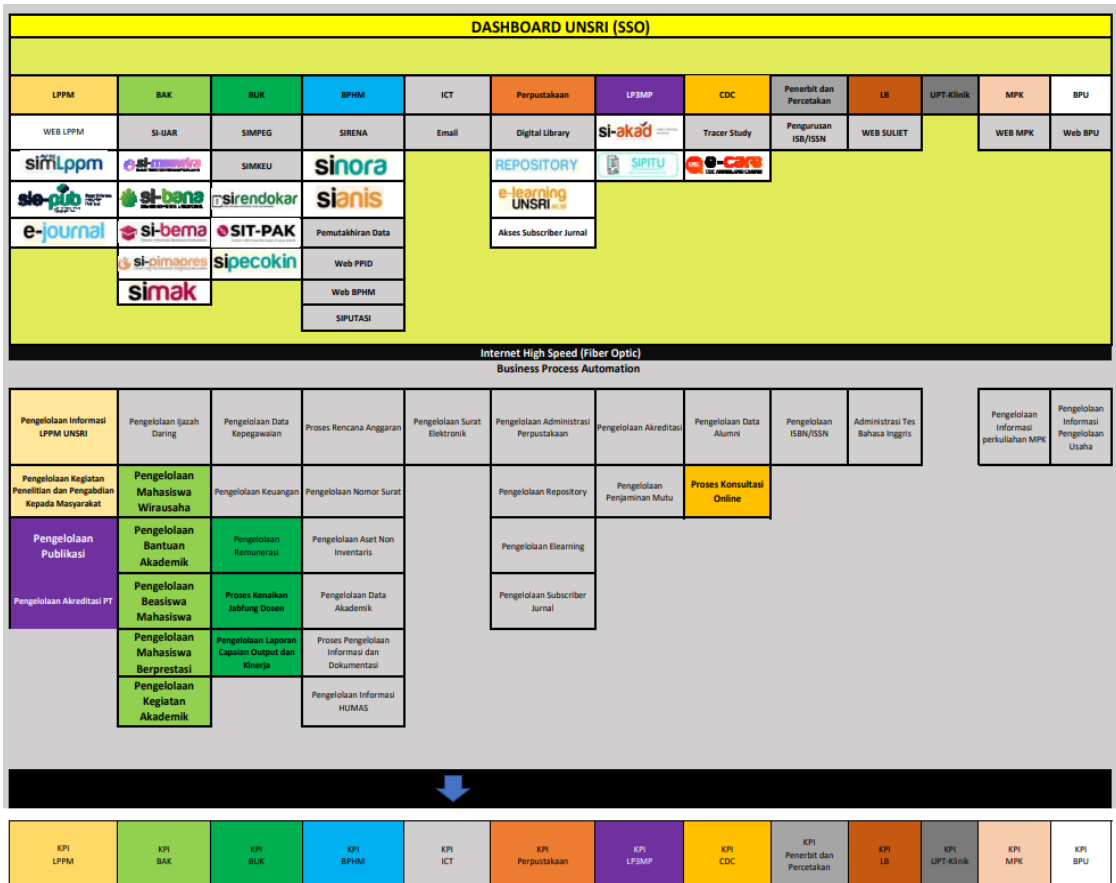 DASHBOARD UNSRI (SSO)
LPPM
BAK
BUK
BPHM
ICT
Perpustakaan
LP3MP
CDC
Penerbit dan
Percetakan
LB
UPT-Klinik
MPK
BPU
WEB LPPM
SI-IJAR
SIMPEG
SIRENA
Email
Digital Library
si-akad
Tracer Study
Pengurusan
ISB/ISSN
WEB SULIET
WEB MPK
Web BPU
simLppm
SIMKEU
sinora
REPOSITORY
SIPITU
e-care
sie-pub
si-bana
sirendokar
sianis
e-learning
UNSRI
e-journal
si-bema
SIT-PAK
Pemutakhiran Data
Akses Subscriber Jurnal
si-pimapres
sipecokin
Web PPID
simak
Web BPHM
SIPUTASI
Internet High Speed (Fiber Optic)
Business Process Automation
Pengelolaan Informasi
LPPM UNSRI
Pengelolaan Ijazah
Daring
Pengelolaan Data
Kepegawaian
Proses Rencana Anggaran
Pengelolaan Surat
Elektronik
Pengelolaan Administrasi
Perpustakaan
Pengelolaan Akreditasi
Pengelolaan Data
Alumni
Pengelolaan
ISBN/ISSN
Administrasi Tes
Bahasa Inggris
Pengelolaan
Informasi
perkuliahan MPK
Pengelolaan
Informasi
Pengelolaan
Usaha
Pengelolaan Kegiatan
Penelitian dan Pengabdian
Kepada Masyarakat
Pengelolaan
Mahasiswa
Wirausaha
Pengelolaan Keuangan
Pengelolaan Nomor Surat
Pengelolaan Repository
Pengelolaan
Penjaminan Mutu
Proses Konsultasi
Online
Pengelolaan
Publikasi
Pengelolaan
Bantuan
Akademik
Pengelolaan
Remunerasi
Pengelolaan Aset Non
Inventaris
Pengelolaan Elearning
Pengelolaan Akreditasi PT
Pengelolaan
Beasiswa
Mahasiswa
Proses Kenaikan
Jabfung Dosen
Pengelolaan Data
Akademik
Pengelolaan Subscriber
Jurnal
Pengelolaan
Mahasiswa
Berprestasi
Pengelolaan Laporan
Capaian Output dan
Kinerja
Proses Pengelolaan
Informasi dan
Dokumentasi
Pengelolaan
Kegiatan
Akademik
Pengelolaan Informasi
HUMAS
KPI
LPPM
KPI
BAK
KPI
BUK
KPI
BPHM
KPI
ICT
KPI
Perpustakaan
KPI
LP3MP
KPI
CDC
KPI
Penerbit dan
Percetakan
KPI
LB
KPI
UPT-Klinik
KPI
MPK
KPI
BPU